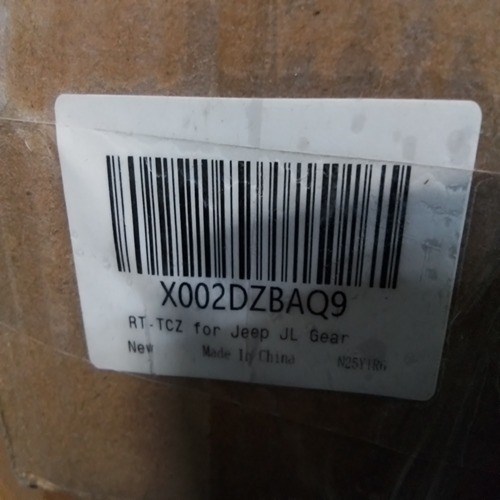 X002DZBAQ9
RT-TCZ for Jeep JL Gear
New
Made In China